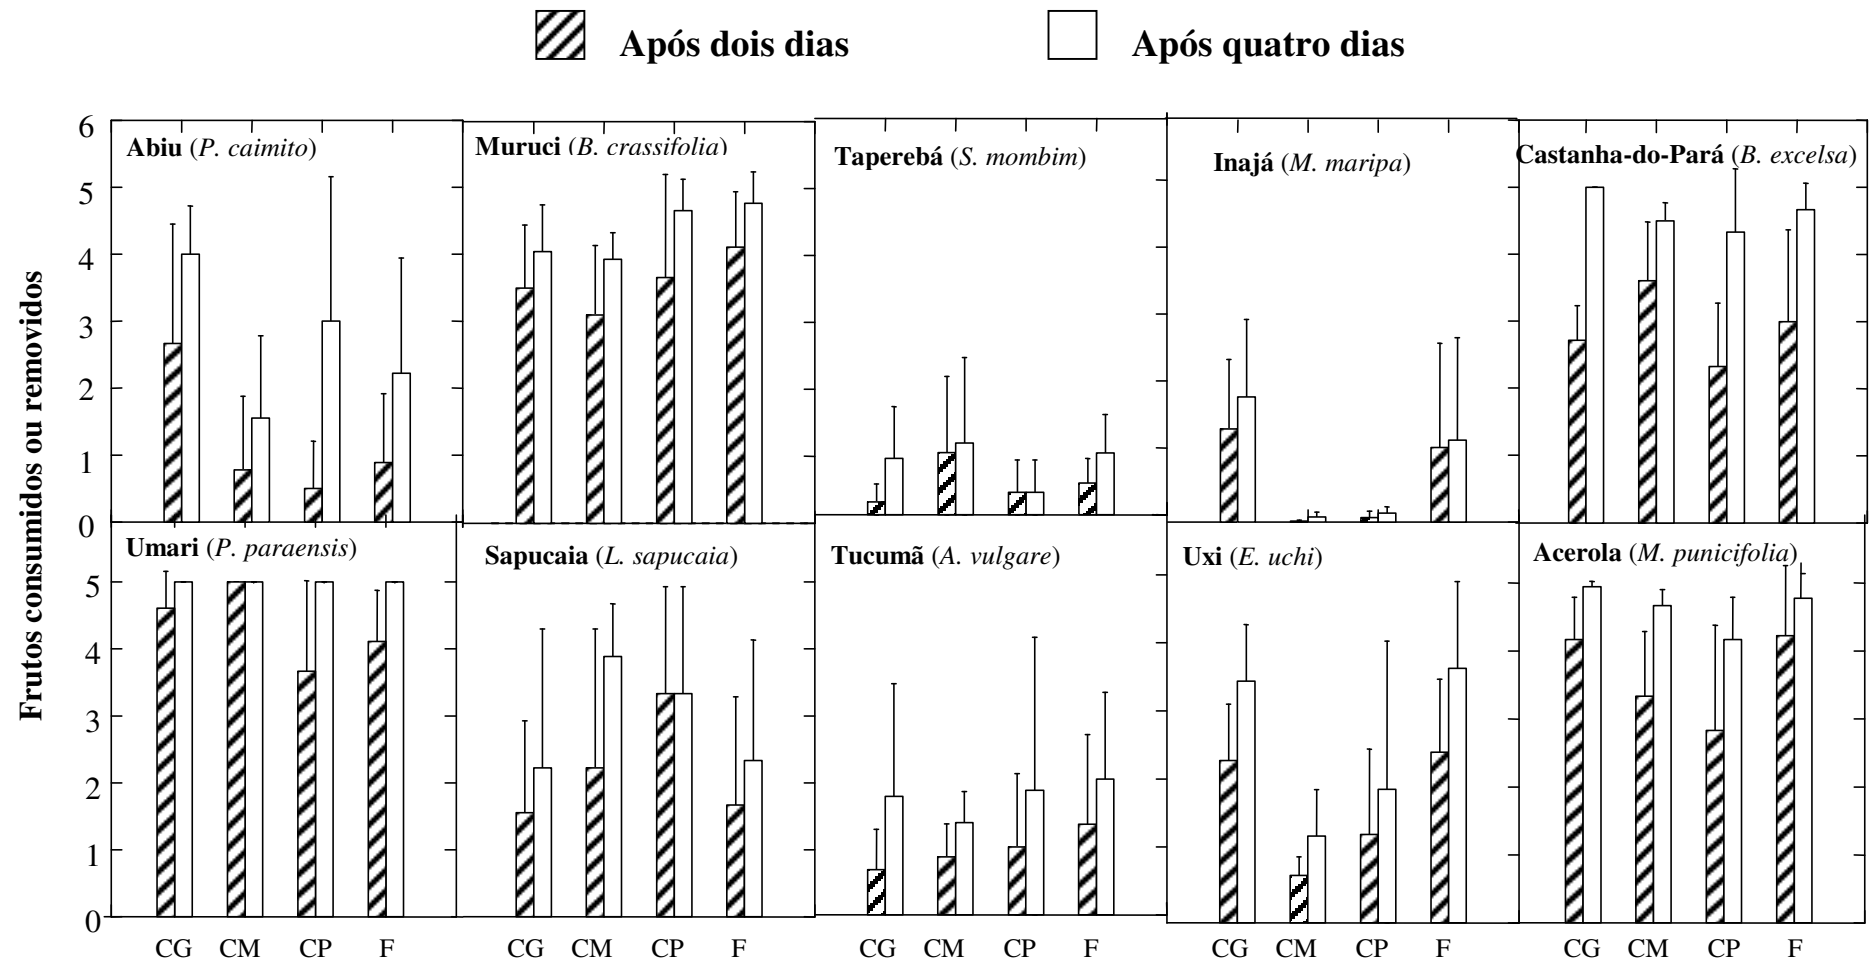 Após dois dias Após quatro dias
Frutos consumidos ou removidos
6
5
4
3
2
1
0
Abiu (P. caimito)
Muruci (B. crassifolia)
Taperebá (S. mombim)
Inajá (M. maripa)
Castanha-do-Pará (B. excelsa)
5
4
3
2
1
0
Umari (P. paraensis)
Sapucaia (L. sapucaia)
Tucumã (A. vulgare)
Uxi (E. uchi)
Acerola (M. punicifolia)
CG CM CP F
CG CM CP F
CG CM CP F
CG CM CP F
CG CM CP F